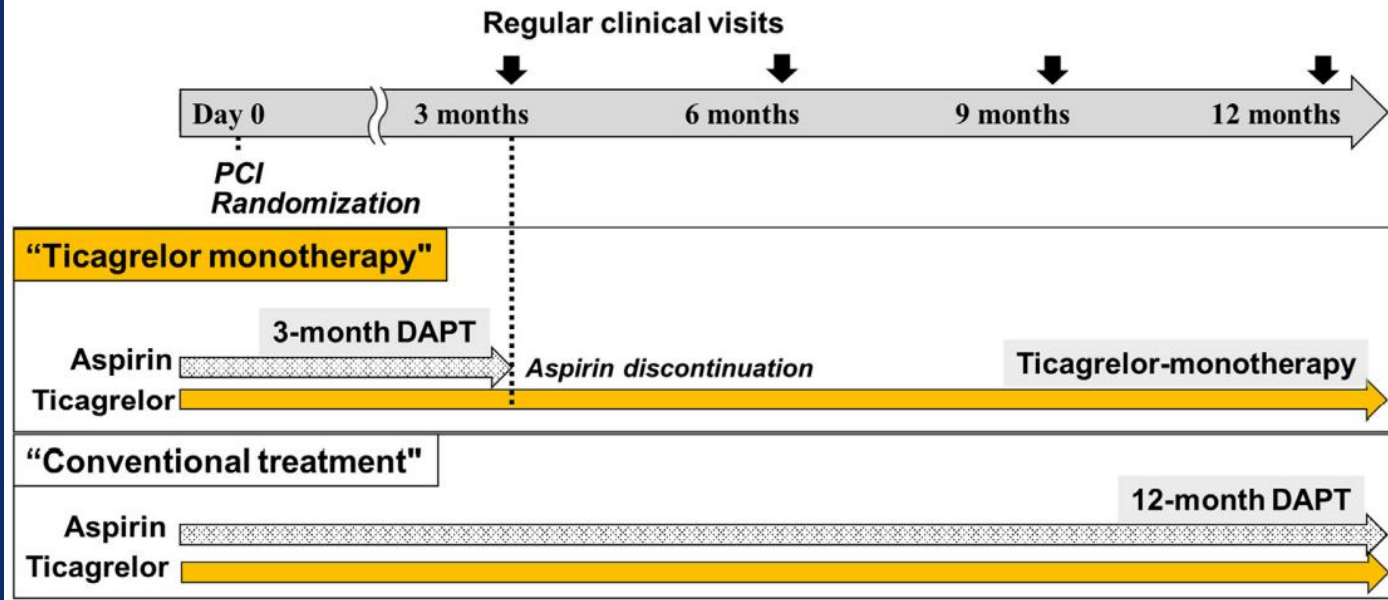 Regular clinical visits
Day 0 3 months 6 months 9 months 12 months
PCI
Randomization
“Ticagrelor monotherapy"
3-month DAPT
Aspirin Aspirin discontinuation Ticagrelor-monotherapy
Ticagrelor
“Conventional treatment"
12-month DAPT
Aspirin
Ticagrelor